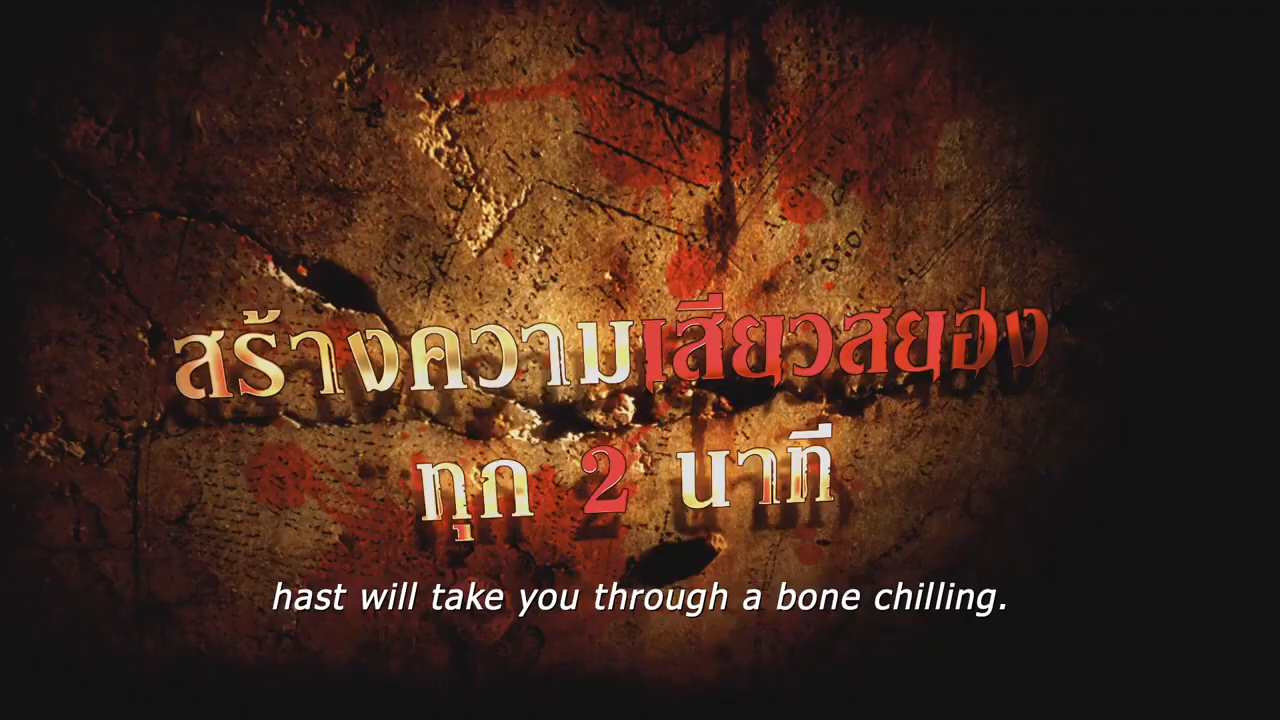 สร้างความเสียวสยอง
ทุก 2 นาที
hast will take you through a bone chilling.